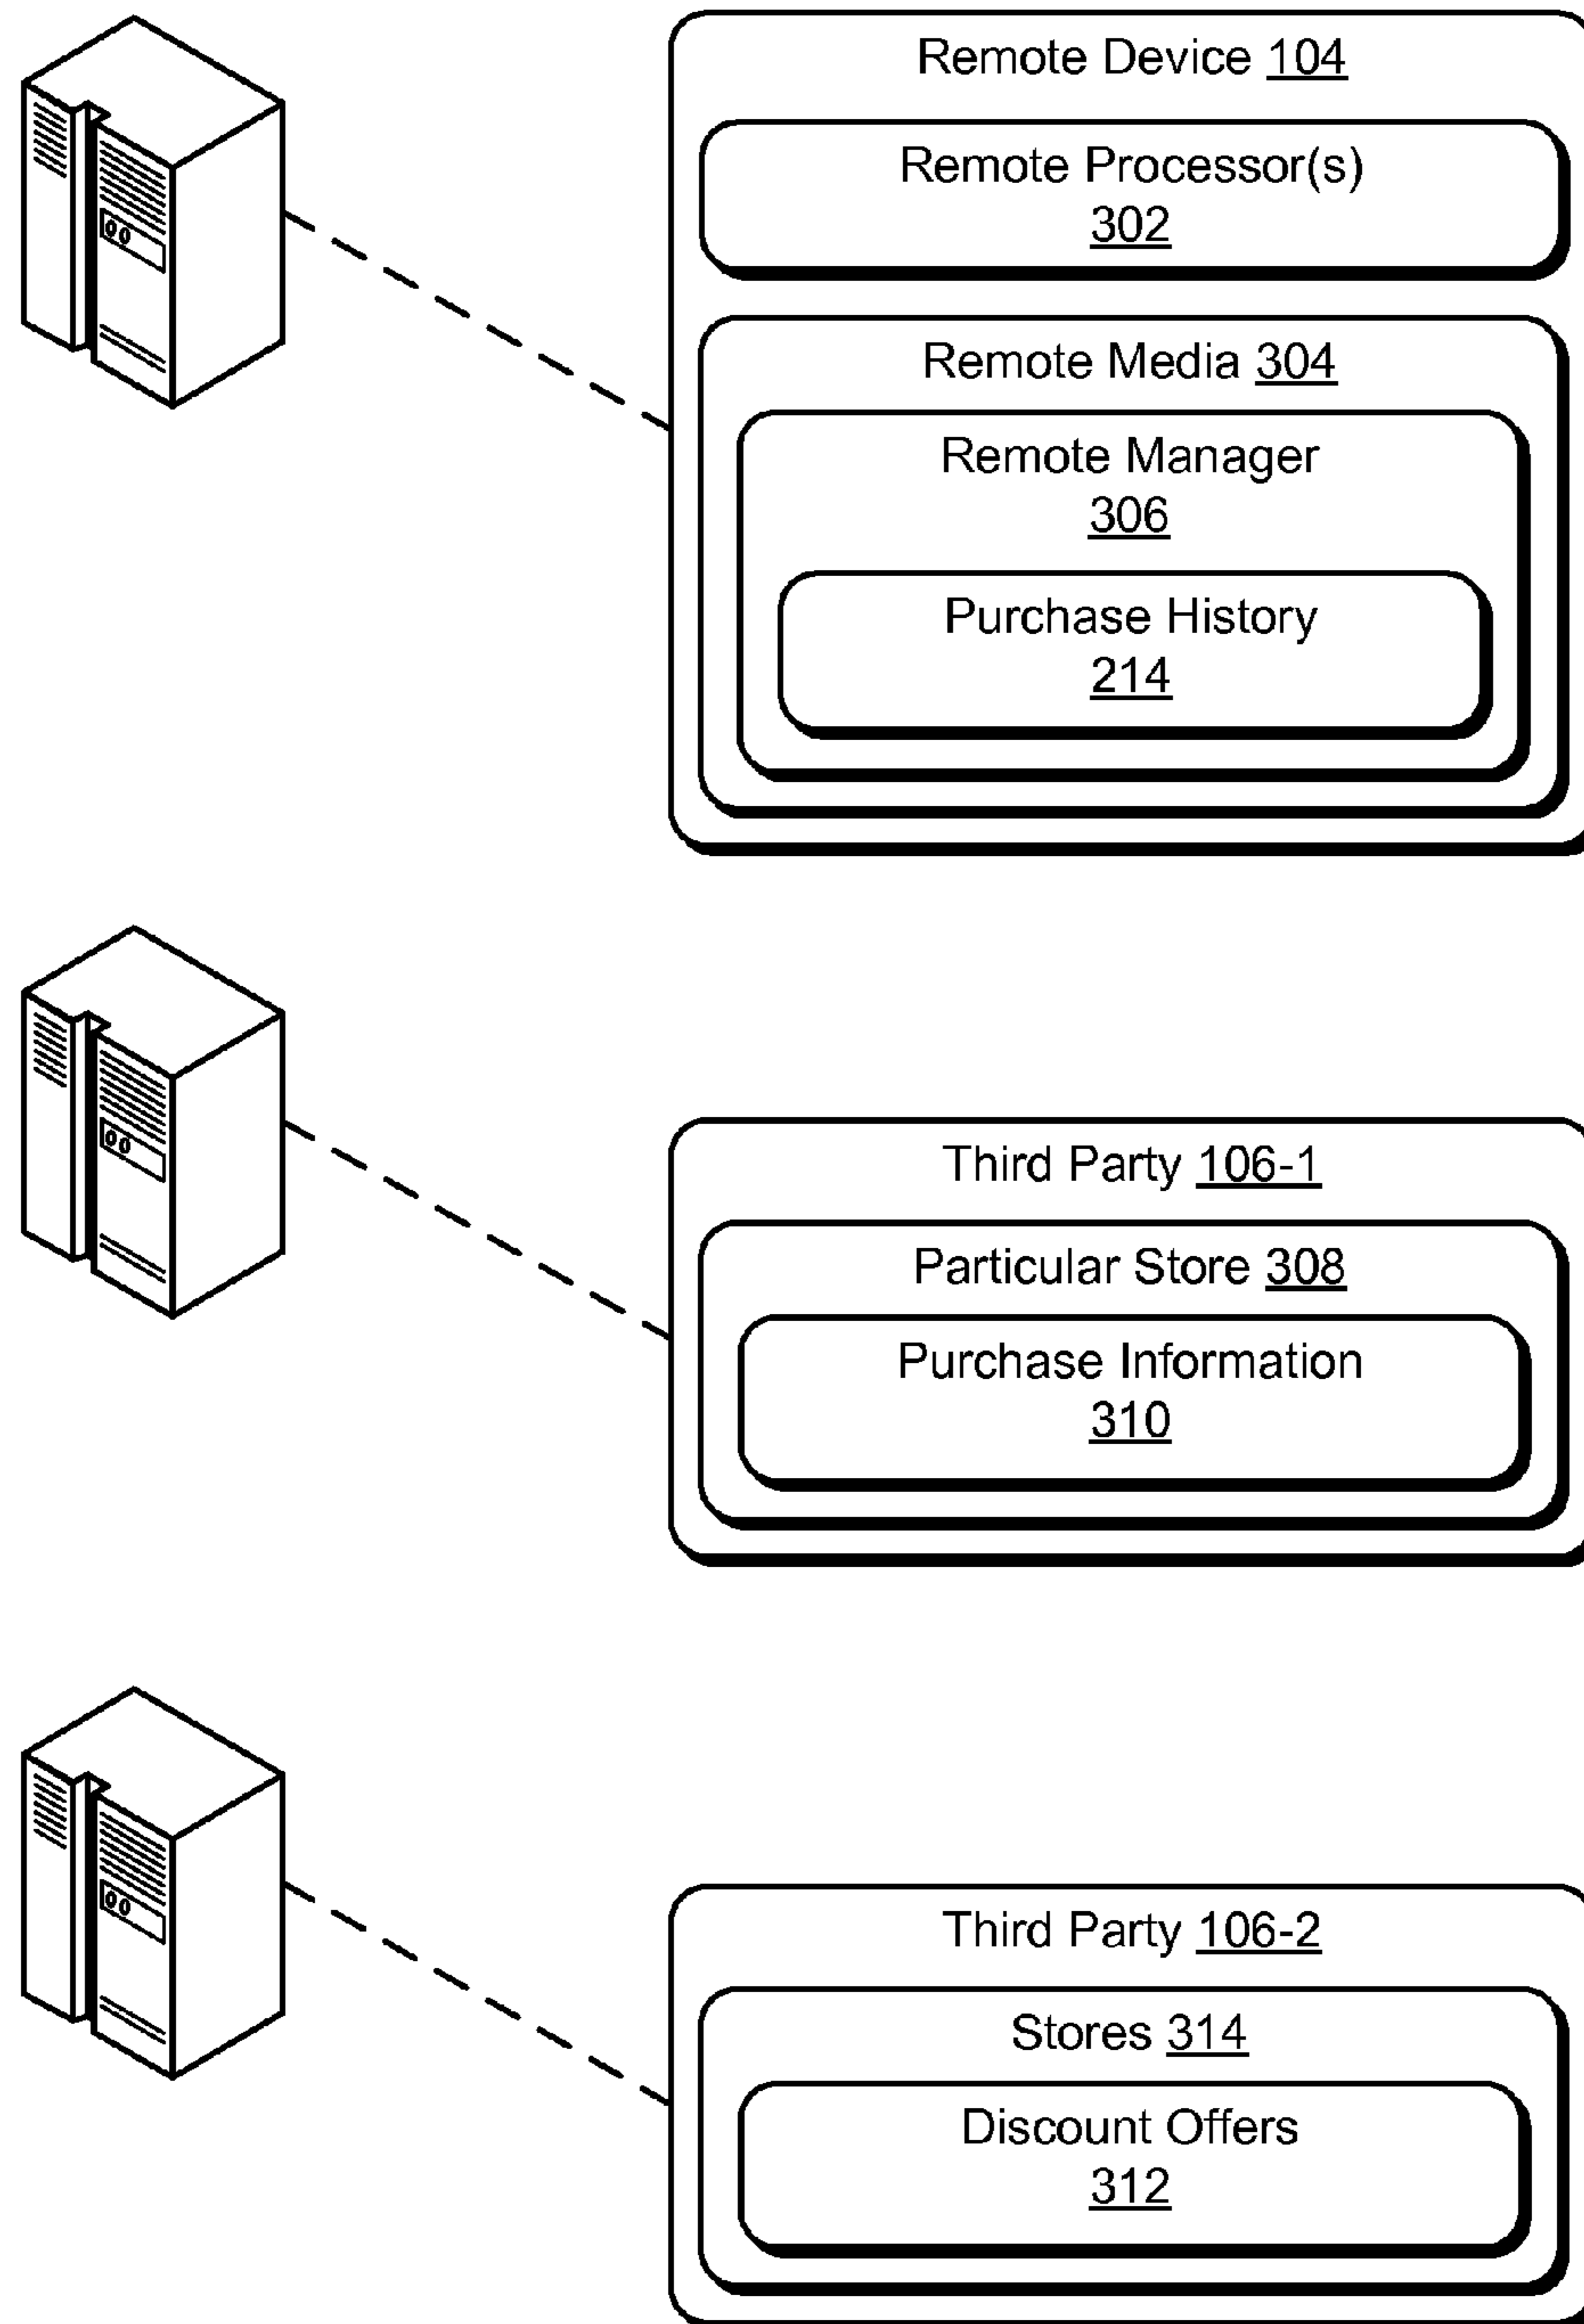 Remote Device 104
Remote Processor(s)
302
Remote Media 304
Remote Manager
306
Purchase History
214
Third Party 106-1
Particular Store 308
Purchase Information
310
Third Party 106-2
Stores 314
Discount Offers
312